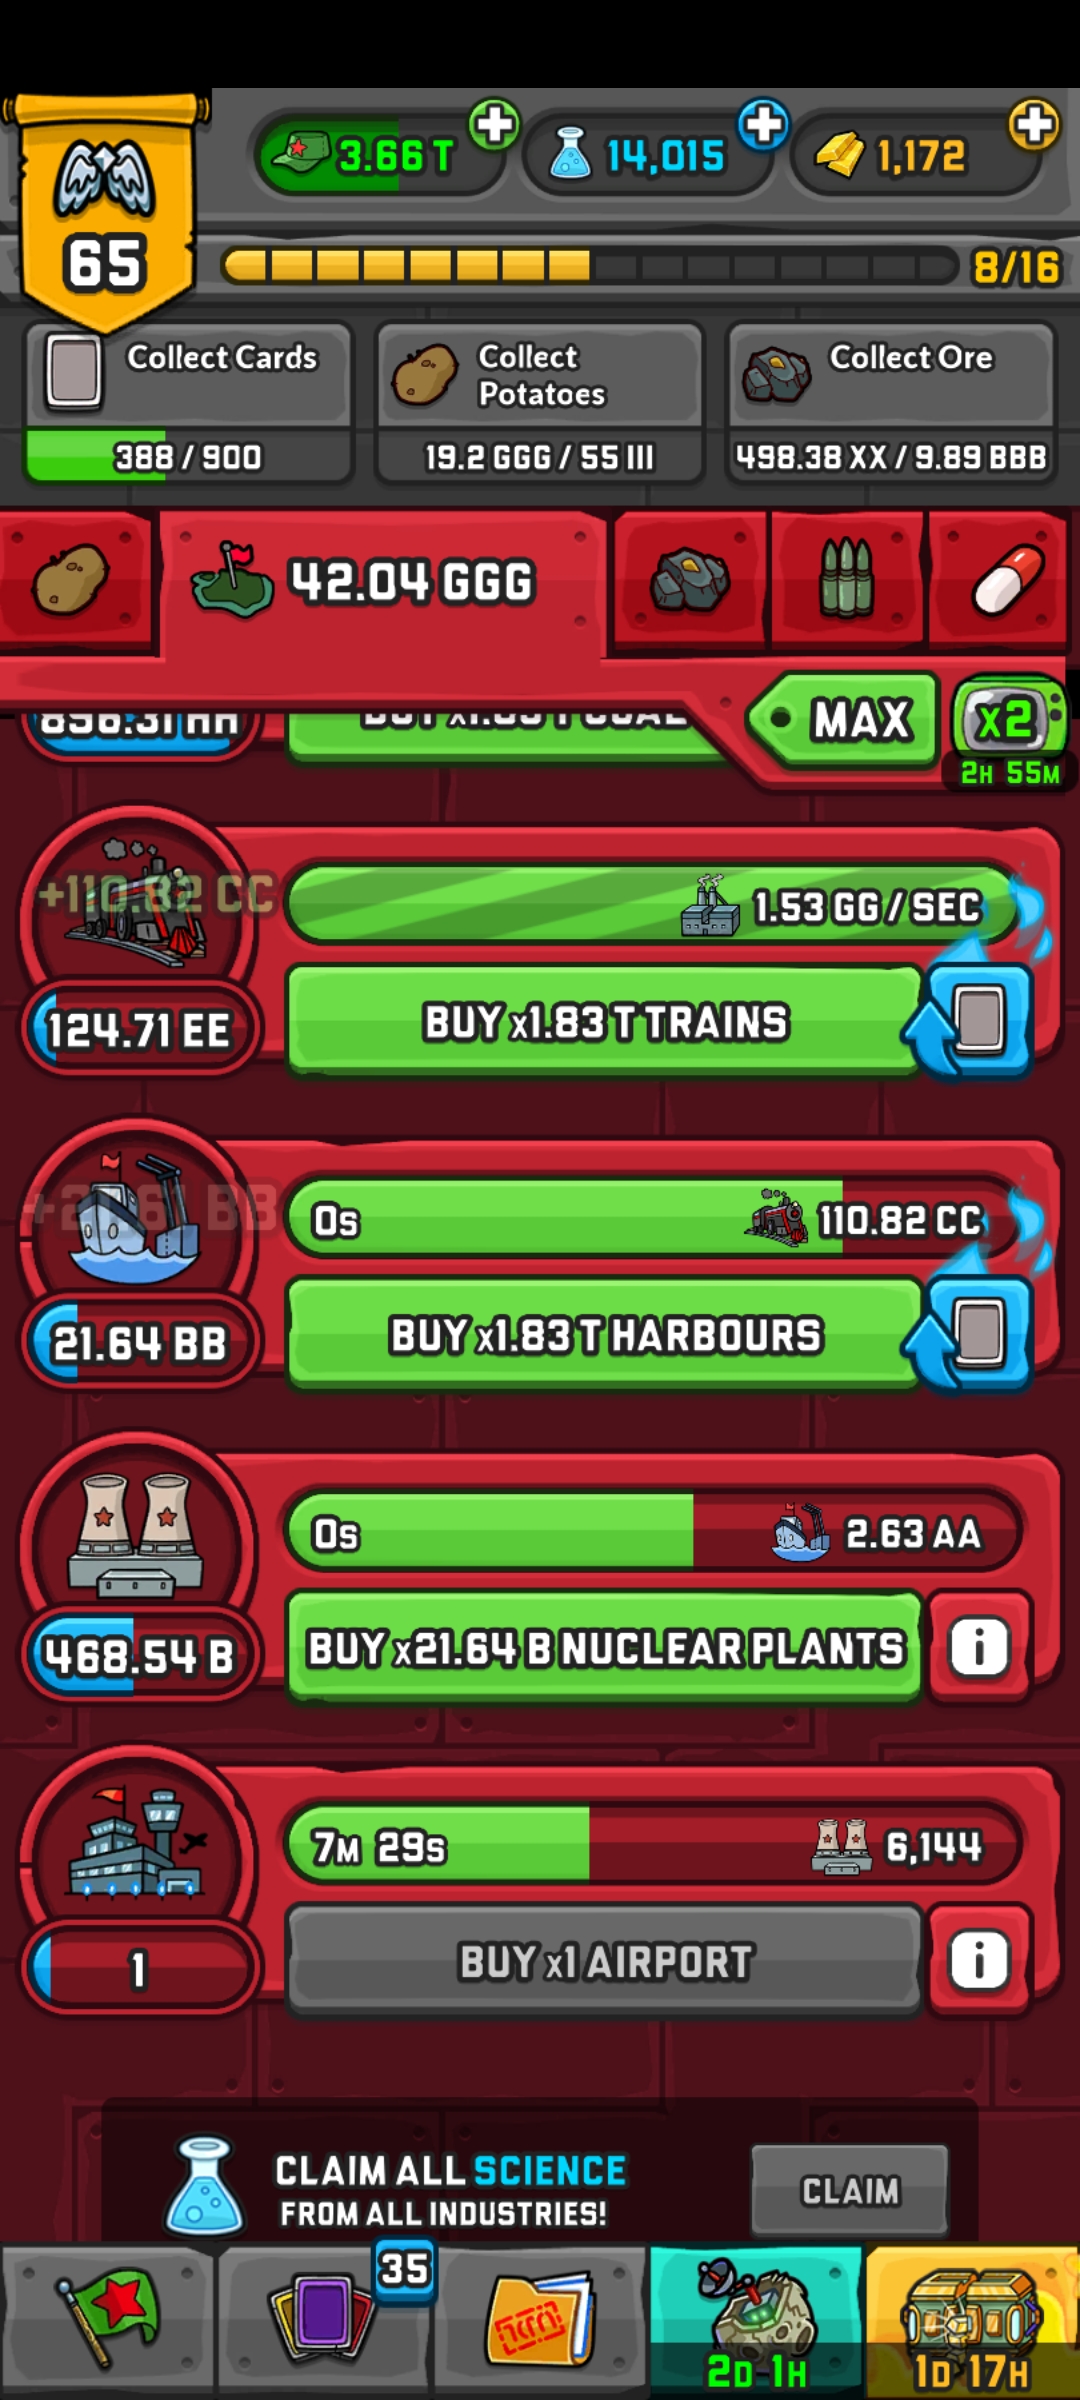 3.66 T
14,015
1,172
65
8/16
Collect Cards
388 / 900
Collect
Potatoes
19.2 GGG / 55 III
Collect Ore
498.38 XX / 9.89 BBB
42.04 GGG
MAX
x2
2H 55M
+110.82 CC
1.53 GG / SEC
124.71 EE
BUY x1.83 T TRAINS
0s
110.82 CC
21.64 BB
BUY x1.83 T HARBOURS
0s
2.63 AA
468.54 B
BUY x21.64 B NUCLEAR PLANTS
i
7M 29s
6,144
1
BUY x1 AIRPORT
i
CLAIM ALL SCIENCE
FROM ALL INDUSTRIES!
CLAIM
35
2D 1H
1D 17H